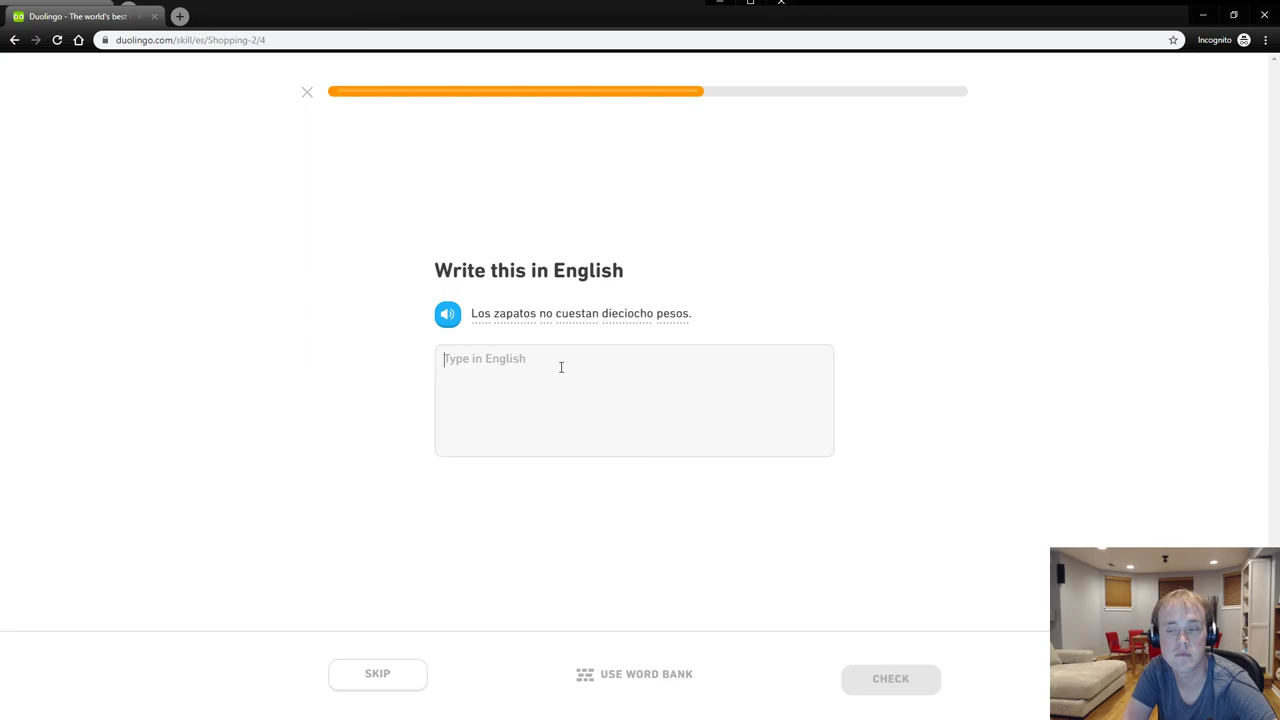 Duolingo - The world's best
duolingo.com/skill/es/Shopping-2/4
Incognito
Write this in English
Los zapatos no cuestan dieciocho pesos.
Type in English
SKIP
USE WORD BANK
CHECK